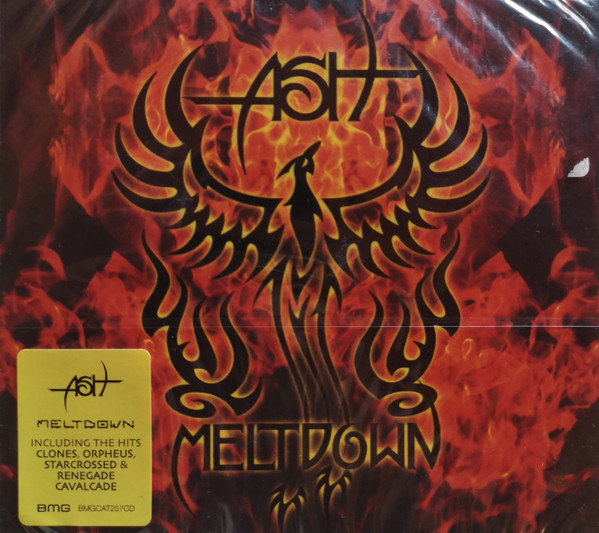 ASH
MELTDOWN
ASH
MELTDOWN
INCLUDING THE HITS
CLONES, ORPHEUS,
STARCROSSED &
RENEGADE
CAVALCADE
BMG BMGCAT257CD